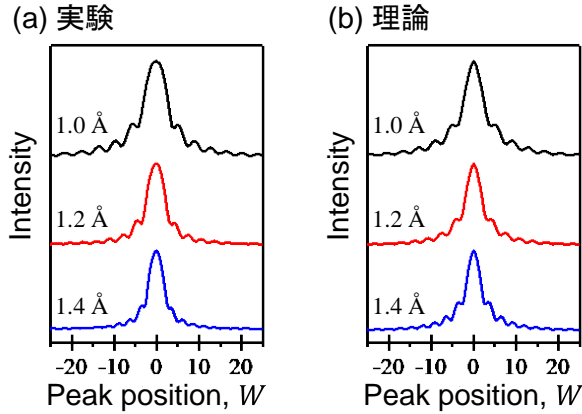 (a) 実験
Intensity
1.0 Å
1.2 Å
1.4 Å
-20 -10 0 10 20
Peak position, W
(b) 理論
Intensity
1.0 Å
1.2 Å
1.4 Å
-20 -10 0 10 20
Peak position, W